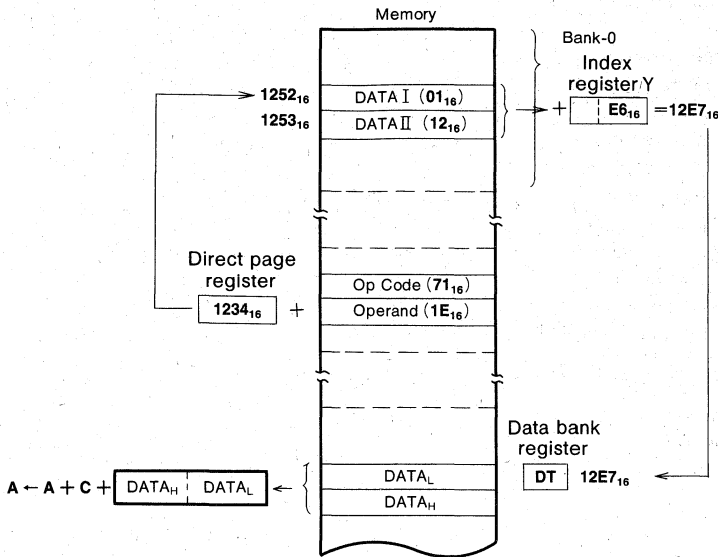 Memory
Bank-0
Index
register Y
1252₁₆ DATA Ⅰ (01₁₆) + E6₁₆ =12E7₁₆
1253₁₆ DATA Ⅱ (12₁₆)
Direct page
register
Op Code (71₁₆)
1234₁₆ + Operand (1E₁₆)
Data bank
register
A ← A + C + DATA_H DATA_L ← DATA_L DT 12E7₁₆
DATA_H